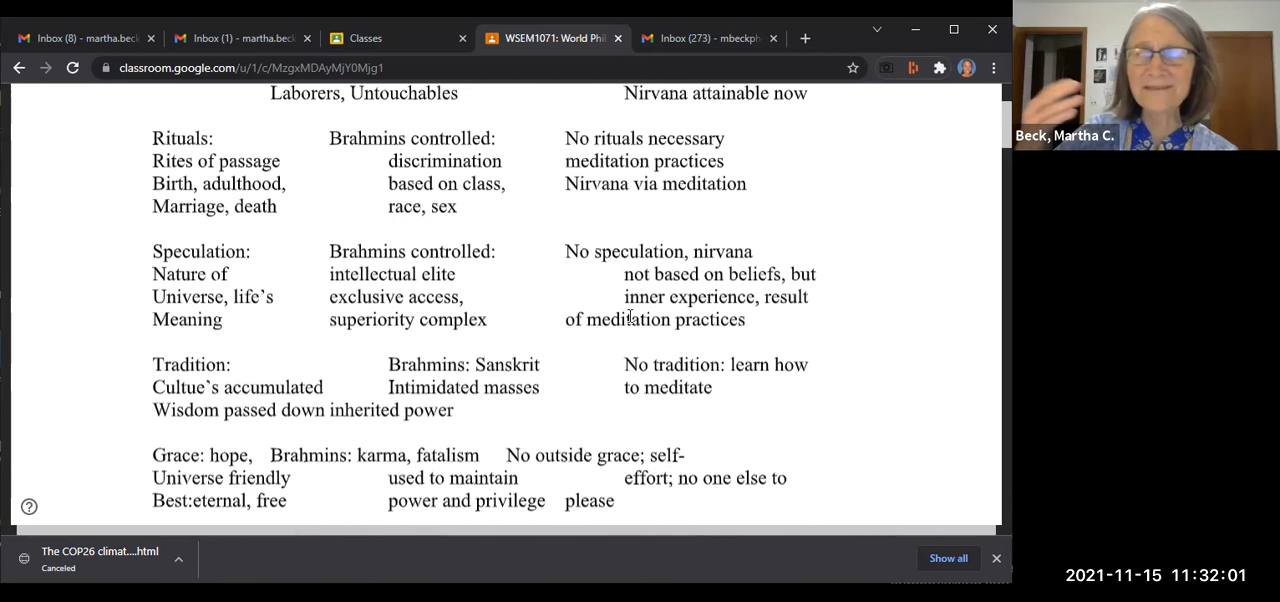 Inbox (8) - martha.beck
Inbox (1) - martha.beck
Classes
WSEM1071: World Phil
Inbox (273) - mbeckph
classroom.google.com/u/1/c/MzgxMDAyMjY0Mjg1
Beck, Martha C.
Laborers, Untouchables Nirvana attainable now
Rituals: Brahmins controlled: No rituals necessary
Rites of passage discrimination meditation practices
Birth, adulthood, based on class, Nirvana via meditation
Marriage, death race, sex
Speculation: Brahmins controlled: No speculation, nirvana
Nature of intellectual elite not based on beliefs, but
Universe, life's exclusive access, inner experience, result
Meaning superiority complex of meditation practices
Tradition: Brahmins: Sanskrit No tradition: learn how
Cultue's accumulated Intimidated masses to meditate
Wisdom passed down inherited power
Grace: hope, Brahmins: karma, fatalism No outside grace; self-
Universe friendly used to maintain effort; no one else to
Best:eternal, free power and privilege please
The COP26 climat....html
Canceled
Show all
2021-11-15 11:32:01